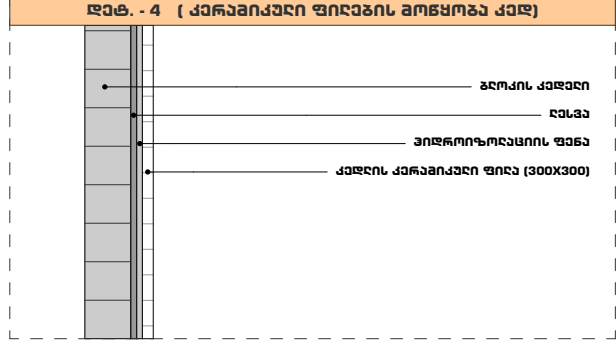 დეტ. - 4 ( კერამიკული ფილების მოწყობა კედ)
ბლოკის კედელი
ლესვა
ჰიდროიზოლაციის ფენა
კედლის კერამიკული ფილა (300X300)